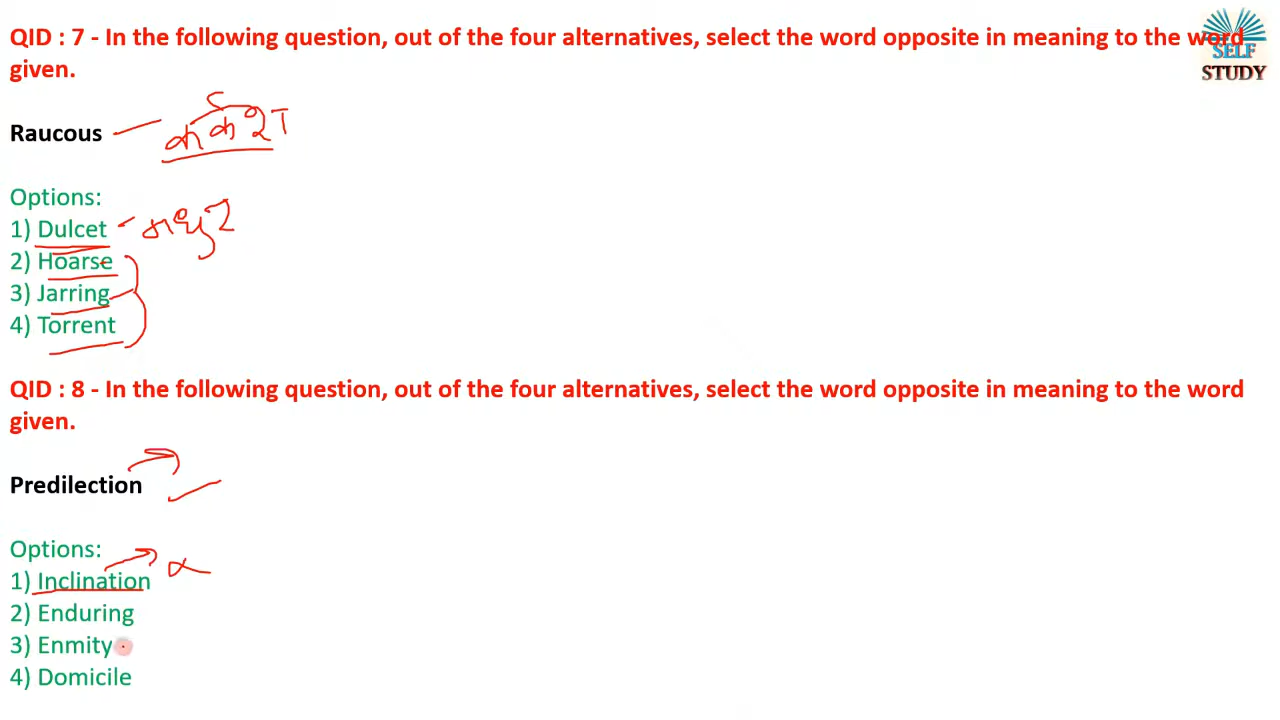 QID : 7 - In the following question, out of the four alternatives, select the word opposite in meaning to the word
given.
SELF
STUDY
Raucous
Options:
1) Dulcet
2) Hoarse
3) Jarring
4) Torrent
QID : 8 - In the following question, out of the four alternatives, select the word opposite in meaning to the word
given.
Predilection
Options:
1) Inclination
2) Enduring
3) Enmity
4) Domicile